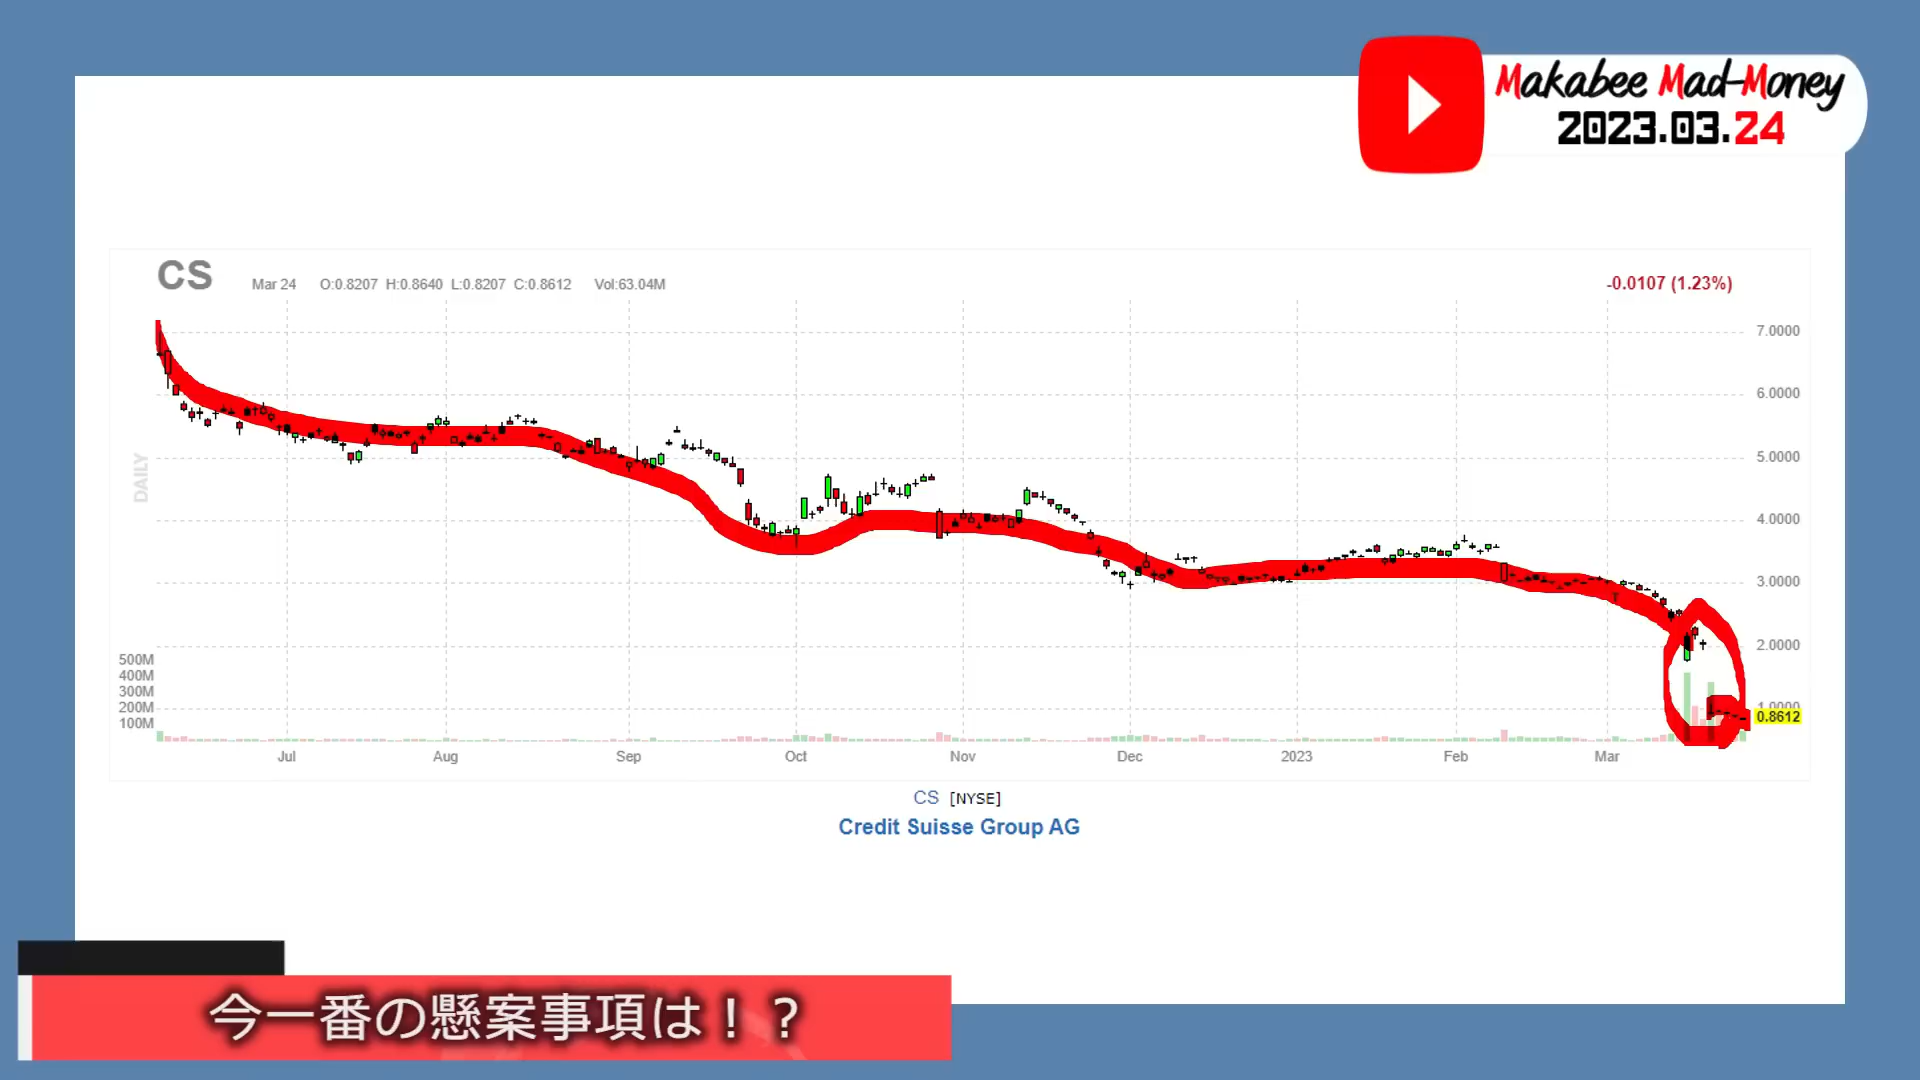 Makabee Mad-Money
2023.03.24
CS Mar 24 O:0.8207 H:0.8640 L:0.8207 C:0.8612 Vol:63.04M -0.0107 (1.23%)
7.0000
6.0000
DAILY
5.0000
4.0000
3.0000
2.0000
500M
400M
300M
200M
1.0000
0.8612
100M
Jul Aug Sep Oct Nov Dec 2023 Feb Mar
CS [NYSE]
Credit Suisse Group AG
今一番の懸案事項は！？